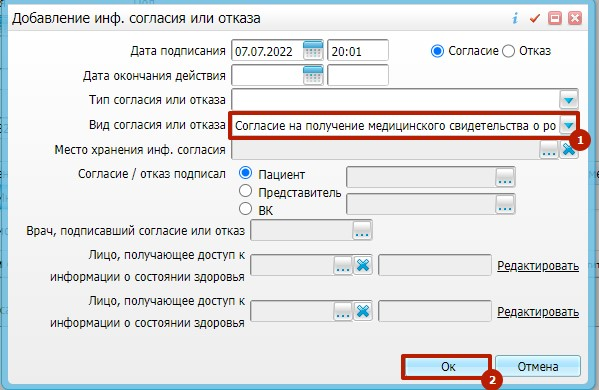 Добавление инф. согласия или отказа
Дата подписания 07.07.2022 20:01 Согласие Отказ
Дата окончания действия
Тип согласия или отказа
Вид согласия или отказа Согласие на получение медицинского свидетельства о ро
1
Место хранения инф. согласия ...
Согласие / отказ подписал Пациент ...
Представитель ...
ВК
Врач, подписавший согласие или отказ ...
Лицо, получающее доступ к
информации о состоянии здоровья ... Редактировать
Лицо, получающее доступ к
информации о состоянии здоровья ... Редактировать
Ок Отмена
2